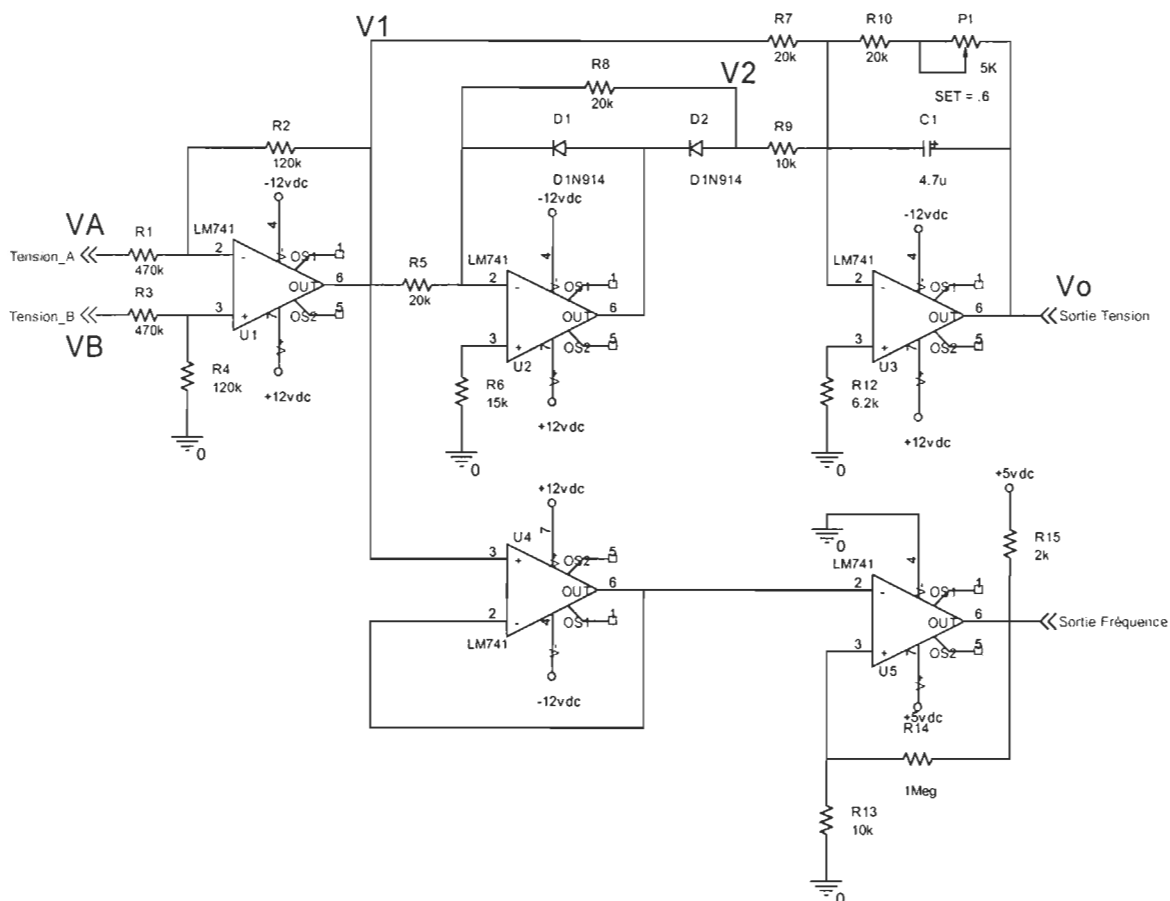 V1
R7
20k
R10
20k
P1
5K
SET = .6
R8
20k
V2
R2
120k
D1
D1N914
D2
D1N914
R9
10k
C1
+
4.7u
VA
Tension_A
R1
470k
Tension_B
R3
470k
VB
R4
120k
0
-12vdc
LM741
2
-
3
+
4
V-
OS1
1
OUT
6
OS2
5
7
V+
U1
+12vdc
R5
20k
-12vdc
LM741
2
-
3
+
4
V-
OS1
1
OUT
6
OS2
5
7
V+
U2
+12vdc
R6
15k
0
-12vdc
LM741
2
-
3
+
4
V-
OS1
1
OUT
6
OS2
5
7
V+
U3
+12vdc
R12
6.2k
0
Vo
Sortie Tension
+12vdc
U4
7
V+
3
+
2
-
OS2
5
OUT
6
OS1
1
4
V-
LM741
-12vdc
0
LM741
4
V-
2
-
3
+
OS1
1
OUT
6
OS2
5
7
V+
U5
+5vdc
R14
1Meg
R13
10k
0
+5vdc
R15
2k
Sortie Fréquence